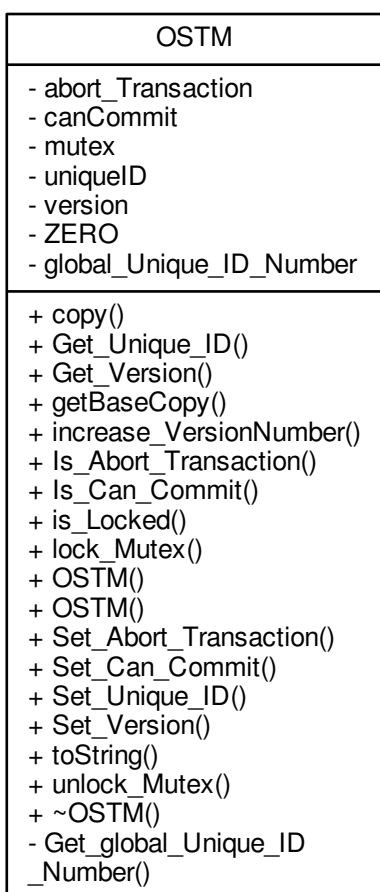 OSTM
- abort_Transaction
- canCommit
- mutex
- uniqueID
- version
- ZERO
- global_Unique_ID_Number
+ copy()
+ Get_Unique_ID()
+ Get_Version()
+ getBaseCopy()
+ increase_VersionNumber()
+ Is_Abort_Transaction()
+ Is_Can_Commit()
+ is_Locked()
+ lock_Mutex()
+ OSTM()
+ OSTM()
+ Set_Abort_Transaction()
+ Set_Can_Commit()
+ Set_Unique_ID()
+ Set_Version()
+ toString()
+ unlock_Mutex()
+ ~OSTM()
- Get_global_Unique_ID
_Number()